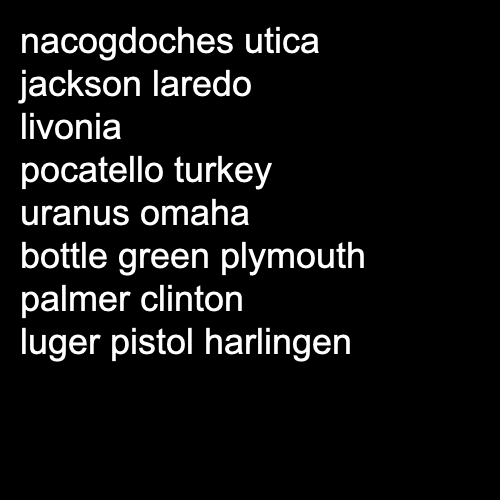 nacogdoches utica
jackson laredo
livonia
pocatello turkey
uranus omaha
bottle green plymouth
palmer clinton
luger pistol harlingen